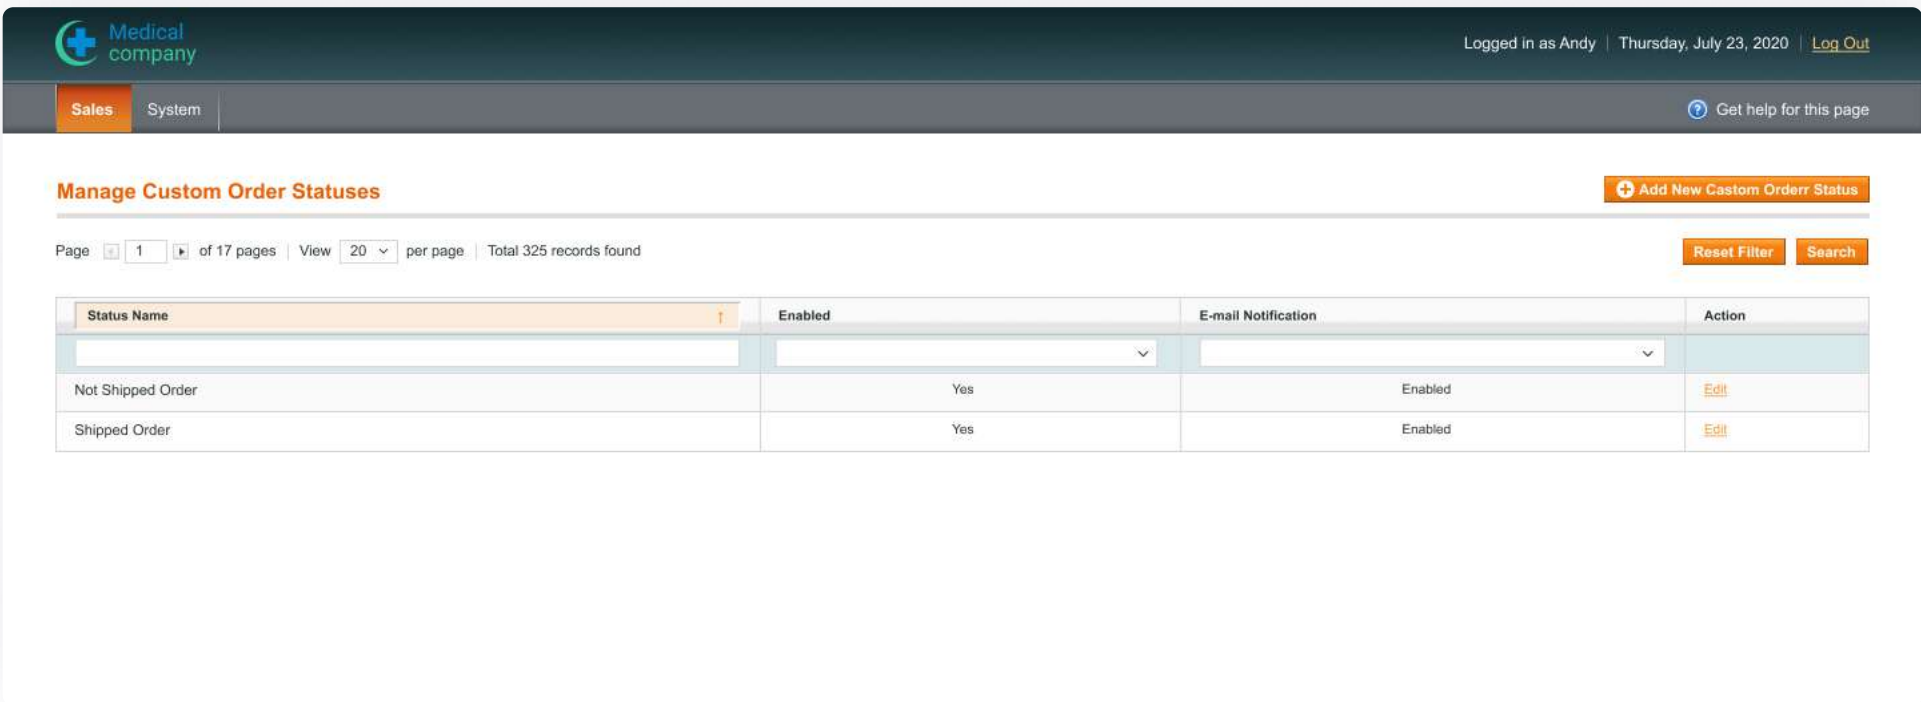 Medical
company
Logged in as Andy | Thursday, July 23, 2020 | Log Out
Sales System
Get help for this page
Manage Custom Order Statuses
Add New Castom Orderr Status
Page 1 of 17 pages | View 20 per page | Total 325 records found
Reset Filter Search
Status Name ↑ Enabled E-mail Notification Action
Not Shipped Order Yes Enabled Edit
Shipped Order Yes Enabled Edit